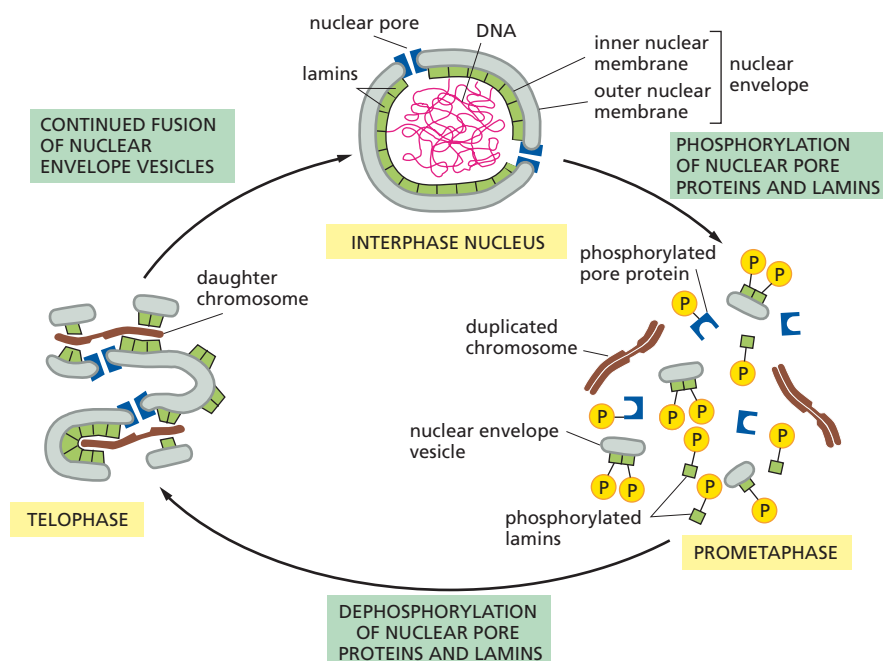 nuclear pore
DNA
lamins
inner nuclear
membrane
outer nuclear
membrane
nuclear
envelope
CONTINUED FUSION
OF NUCLEAR
ENVELOPE VESICLES
PHOSPHORYLATION
OF NUCLEAR PORE
PROTEINS AND LAMINS
INTERPHASE NUCLEUS
daughter
chromosome
phosphorylated
pore protein
duplicated
chromosome
nuclear envelope
vesicle
phosphorylated
lamins
P
P
P
P
P
P
P
P
P
P
P
P
P
TELOPHASE
PROMETAPHASE
DEPHOSPHORYLATION
OF NUCLEAR PORE
PROTEINS AND LAMINS